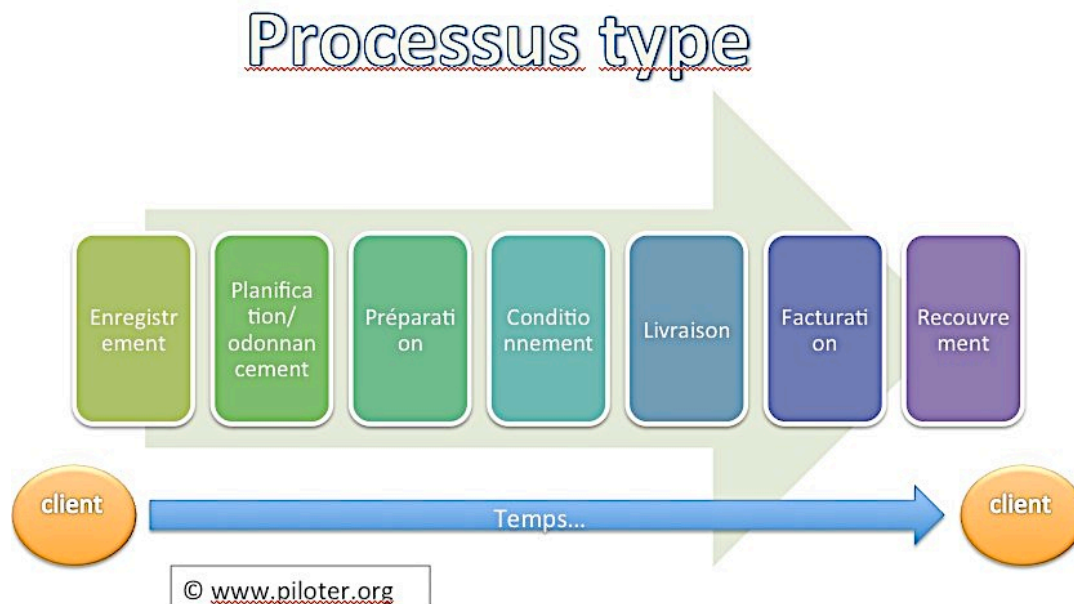 Processus type
Enregistr
ement
Planifica
tion/
odonnan
cement
Préparati
on
Conditio
nnement
Livraison
Facturati
on
Recouvre
ment
client
Temps...
client
© www.piloter.org